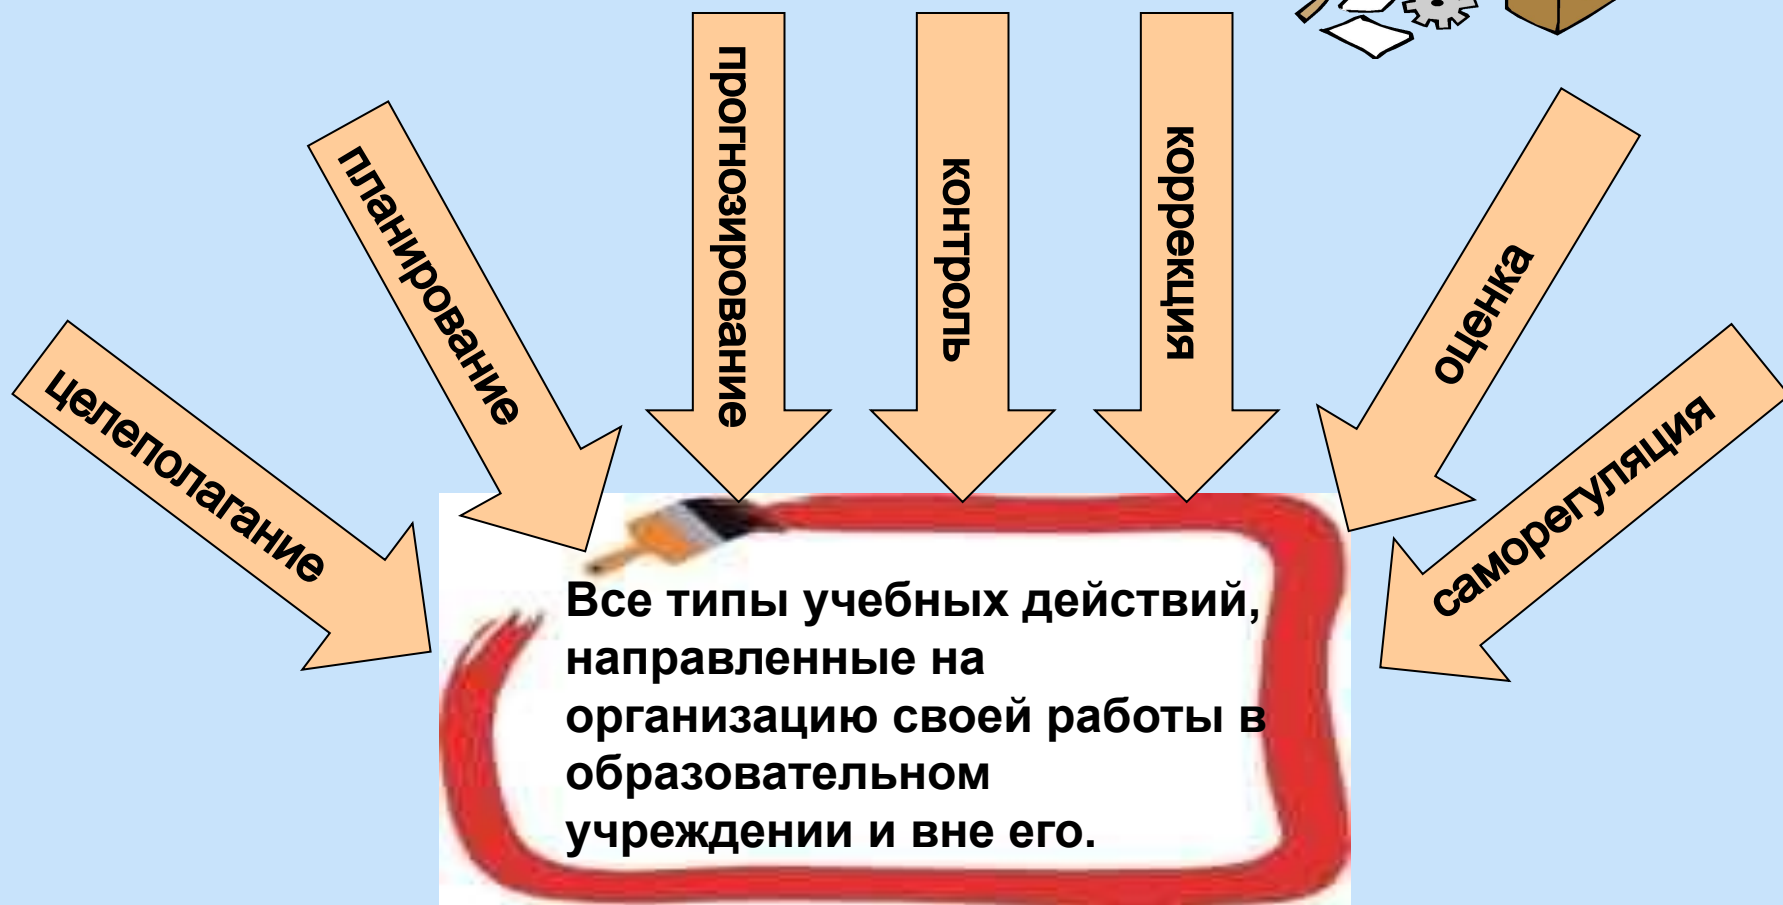 целеполагание
планирование
прогнозирование
контроль
коррекция
оценка
саморегуляция
Все типы учебных действий,
направленные на
организацию своей работы в
образовательном
учреждении и вне его.